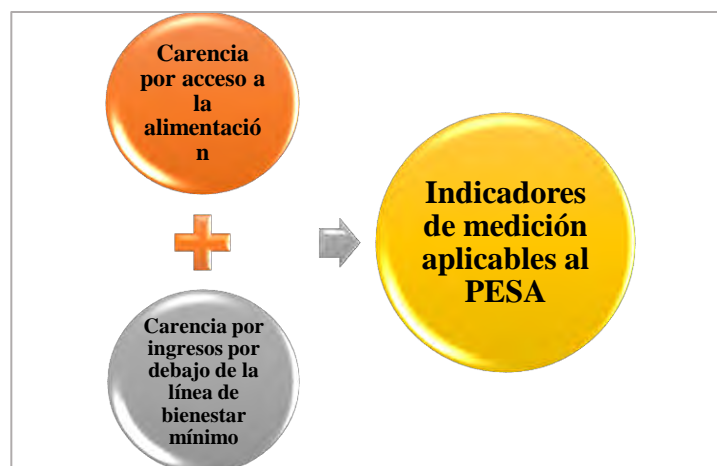 Carencia
por acceso a
la
alimentació
n
Carencia por
ingresos por
debajo de la
línea de
bienestar
mínimo
Indicadores
de medición
aplicables al
PESA